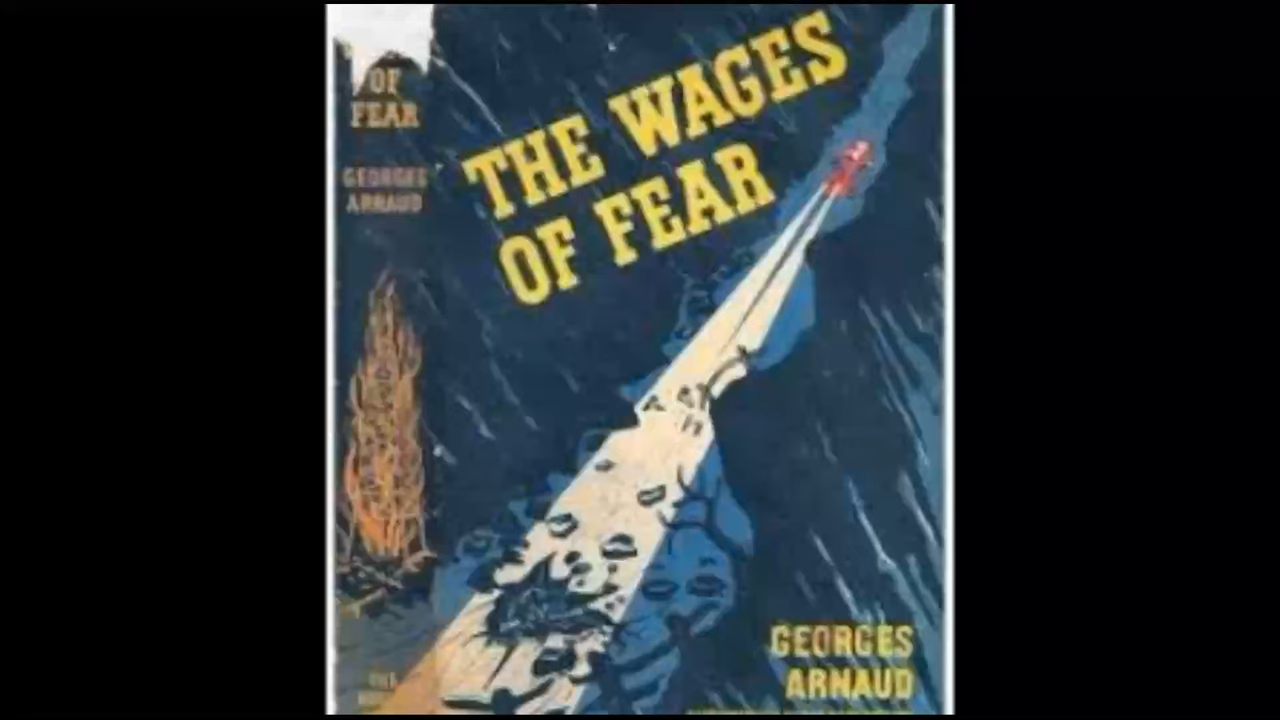 OF
FEAR
GEORGES
ARNAUD
THE WAGES
OF FEAR
GEORGES
ARNAUD